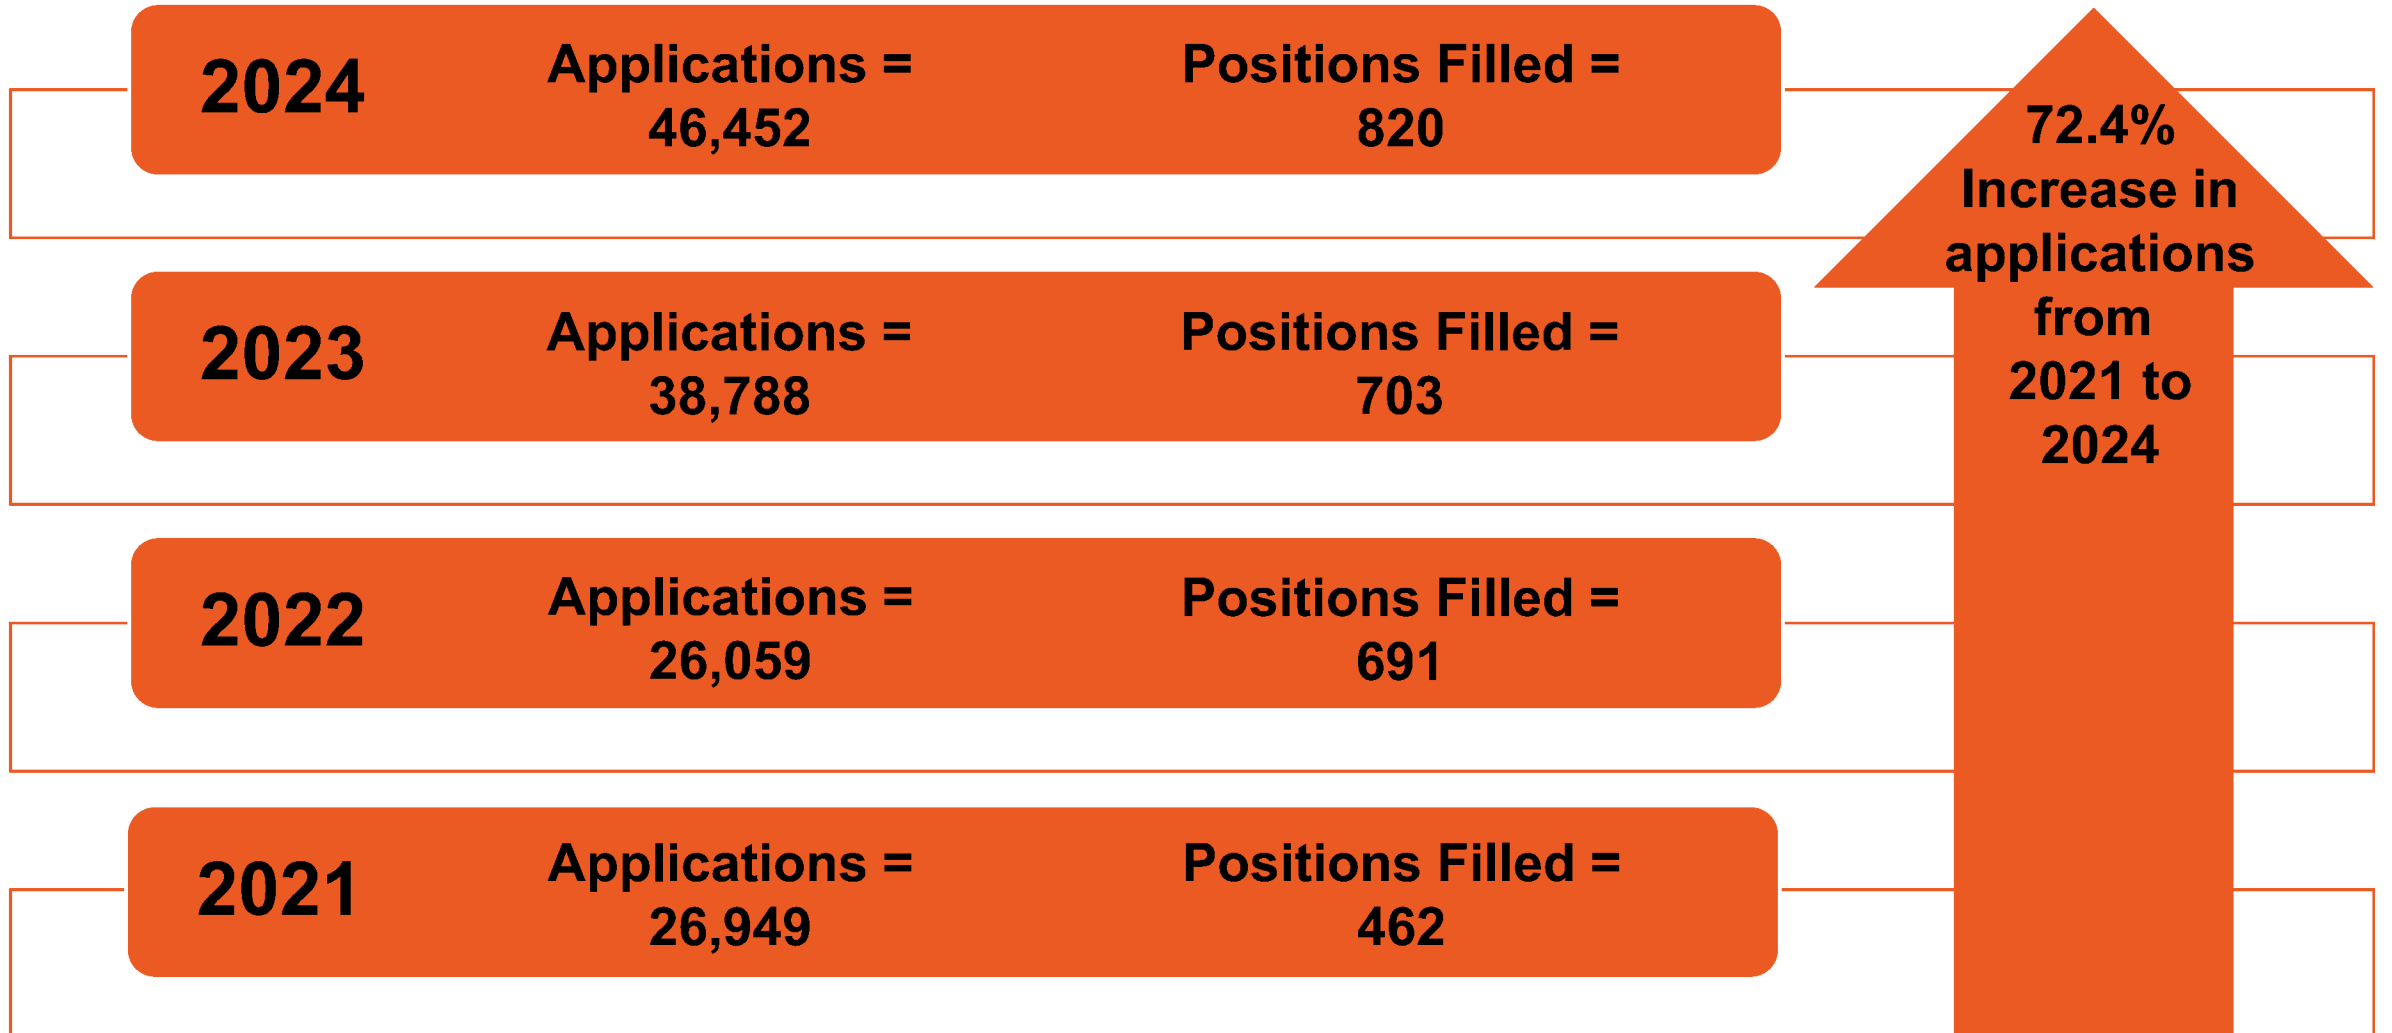 2024
Applications =
46,452
Positions Filled =
820
2023
Applications =
38,788
Positions Filled =
703
2022
Applications =
26,059
Positions Filled =
691
2021
Applications =
26,949
Positions Filled =
462
72.4%
Increase in
applications
from
2021 to
2024